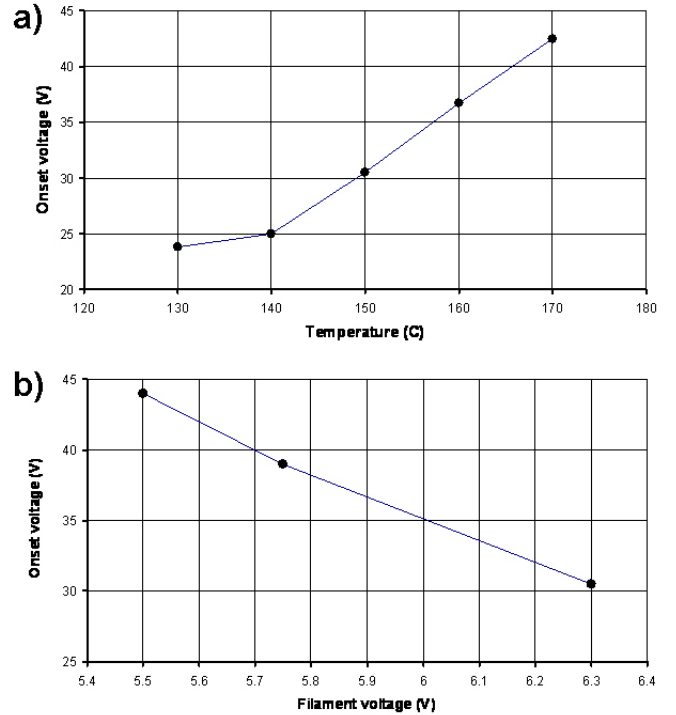 a)
45
40
35
30
25
20
Onset voltage (V)
120 130 140 150 160 170 180
Temperature (C)
b)
45
40
35
30
25
Onset voltage (V)
5.4 5.5 5.6 5.7 5.8 5.9 6 6.1 6.2 6.3 6.4
Filament voltage (V)